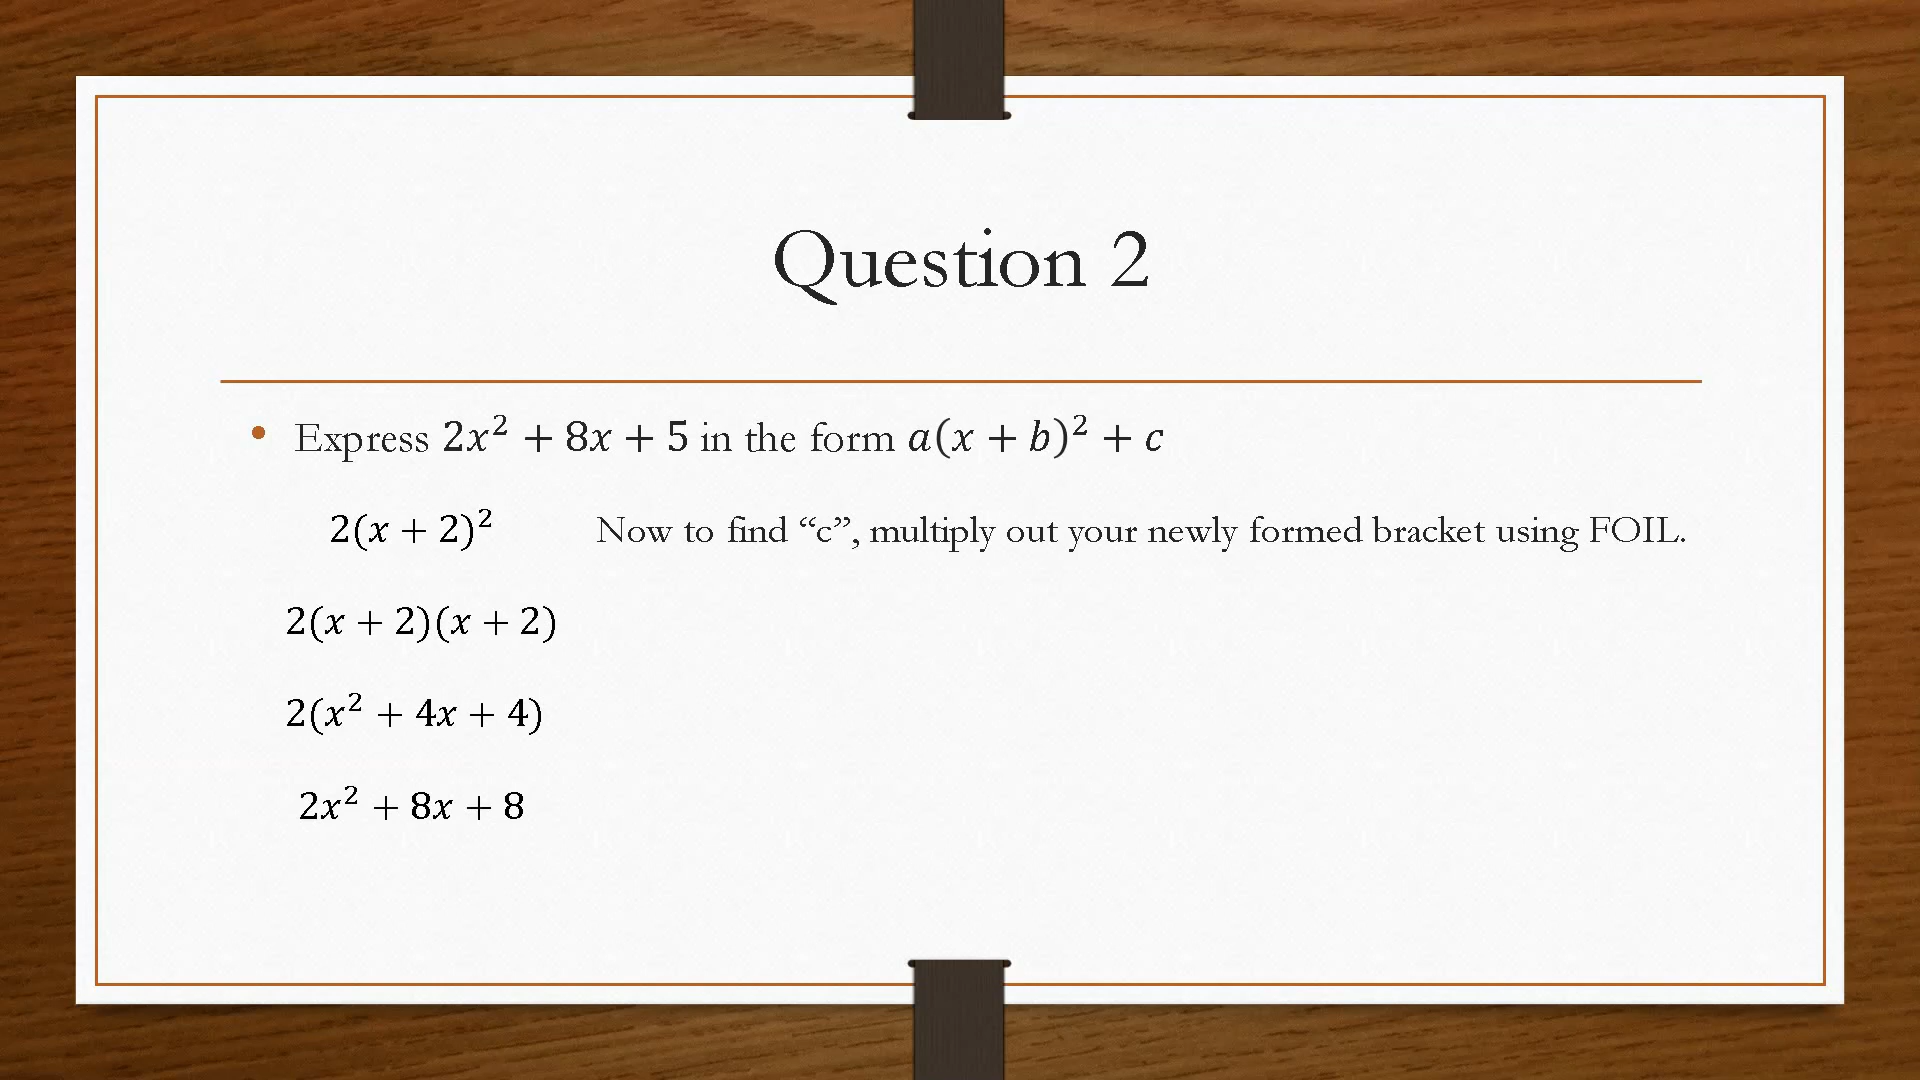 Question 2
• Express 2x² + 8x + 5 in the form a(x + b)² + c
2(x + 2)² Now to find “c”, multiply out your newly formed bracket using FOIL.
2(x + 2)(x + 2)
2(x² + 4x + 4)
2x² + 8x + 8